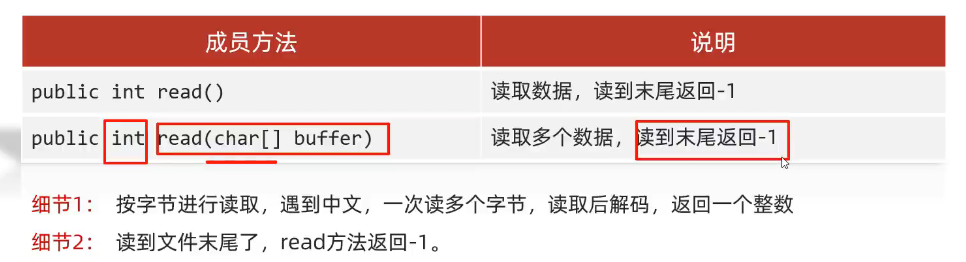 成员方法 说明
public int read() 读取数据，读到末尾返回-1
public int read(char[] buffer) 读取多个数据，读到末尾返回-1
细节1： 按字节进行读取，遇到中文，一次读多个字节，读取后解码，返回一个整数
细节2： 读到文件末尾了，read方法返回-1。